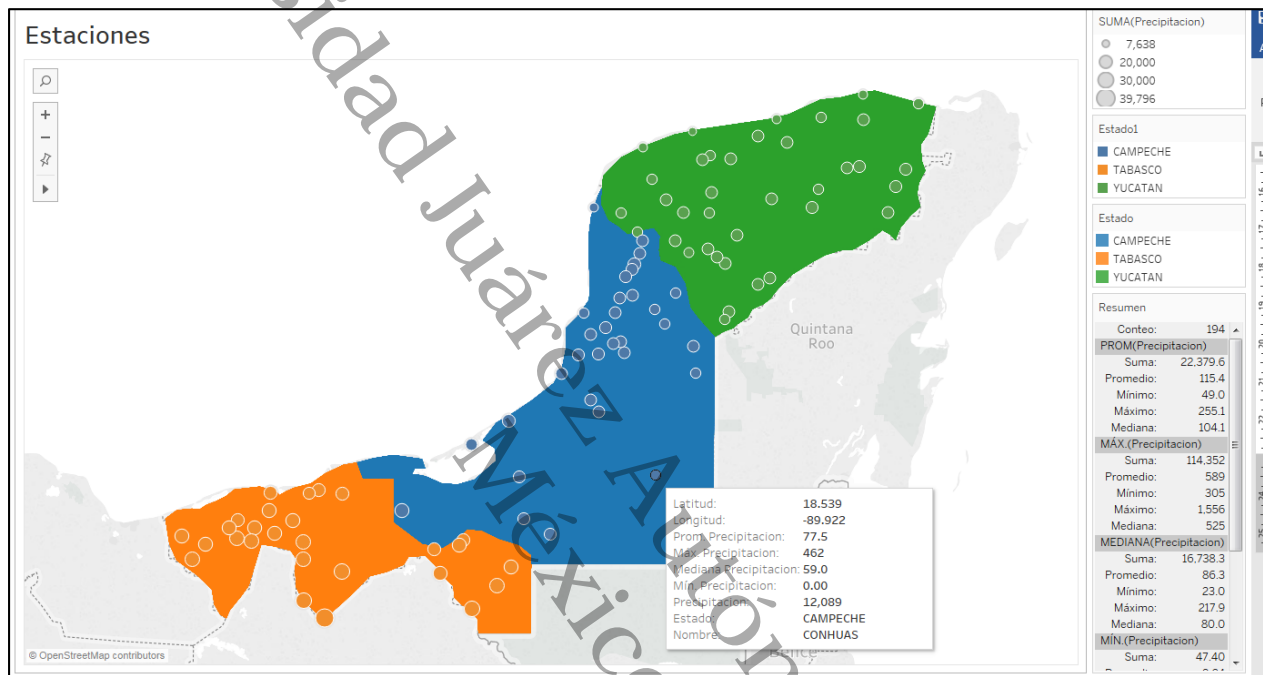 Estaciones
© OpenStreetMap contributors
Quintana
Roo
Belice
Latitud: 18.539
Longitud: -89.922
Prom. Precipitacion: 77.5
Máx. Precipitacion: 462
Mediana Precipitacion: 59.0
Mín. Precipitacion: 0.00
Precipitacion: 12,089
Estado: CAMPECHE
Nombre: CONHUAS
SUMA(Precipitacion)
7,638
20,000
30,000
39,796
Estado1
CAMPECHE
TABASCO
YUCATAN
Estado
CAMPECHE
TABASCO
YUCATAN
Resumen
Conteo: 194
PROM(Precipitacion)
Suma: 22,379.6
Promedio: 115.4
Mínimo: 49.0
Máximo: 255.1
Mediana: 104.1
MÁX.(Precipitacion)
Suma: 114,352
Promedio: 589
Mínimo: 305
Máximo: 1,556
Mediana: 525
MEDIANA(Precipitacion)
Suma: 16,738.3
Promedio: 86.3
Mínimo: 23.0
Máximo: 217.9
Mediana: 80.0
MÍN.(Precipitacion)
Suma: 47.40
sidad Juárez Autón
México